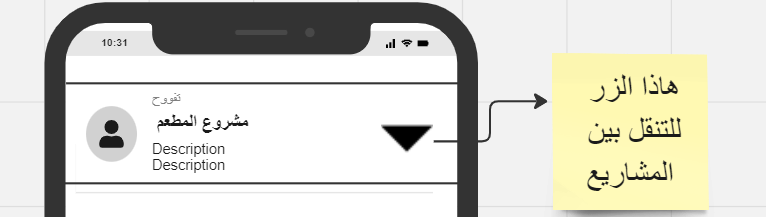 10:31
تفووح
مشروع المطعم
Description
Description
هاذا الزر
للتنقل بين
المشاريع